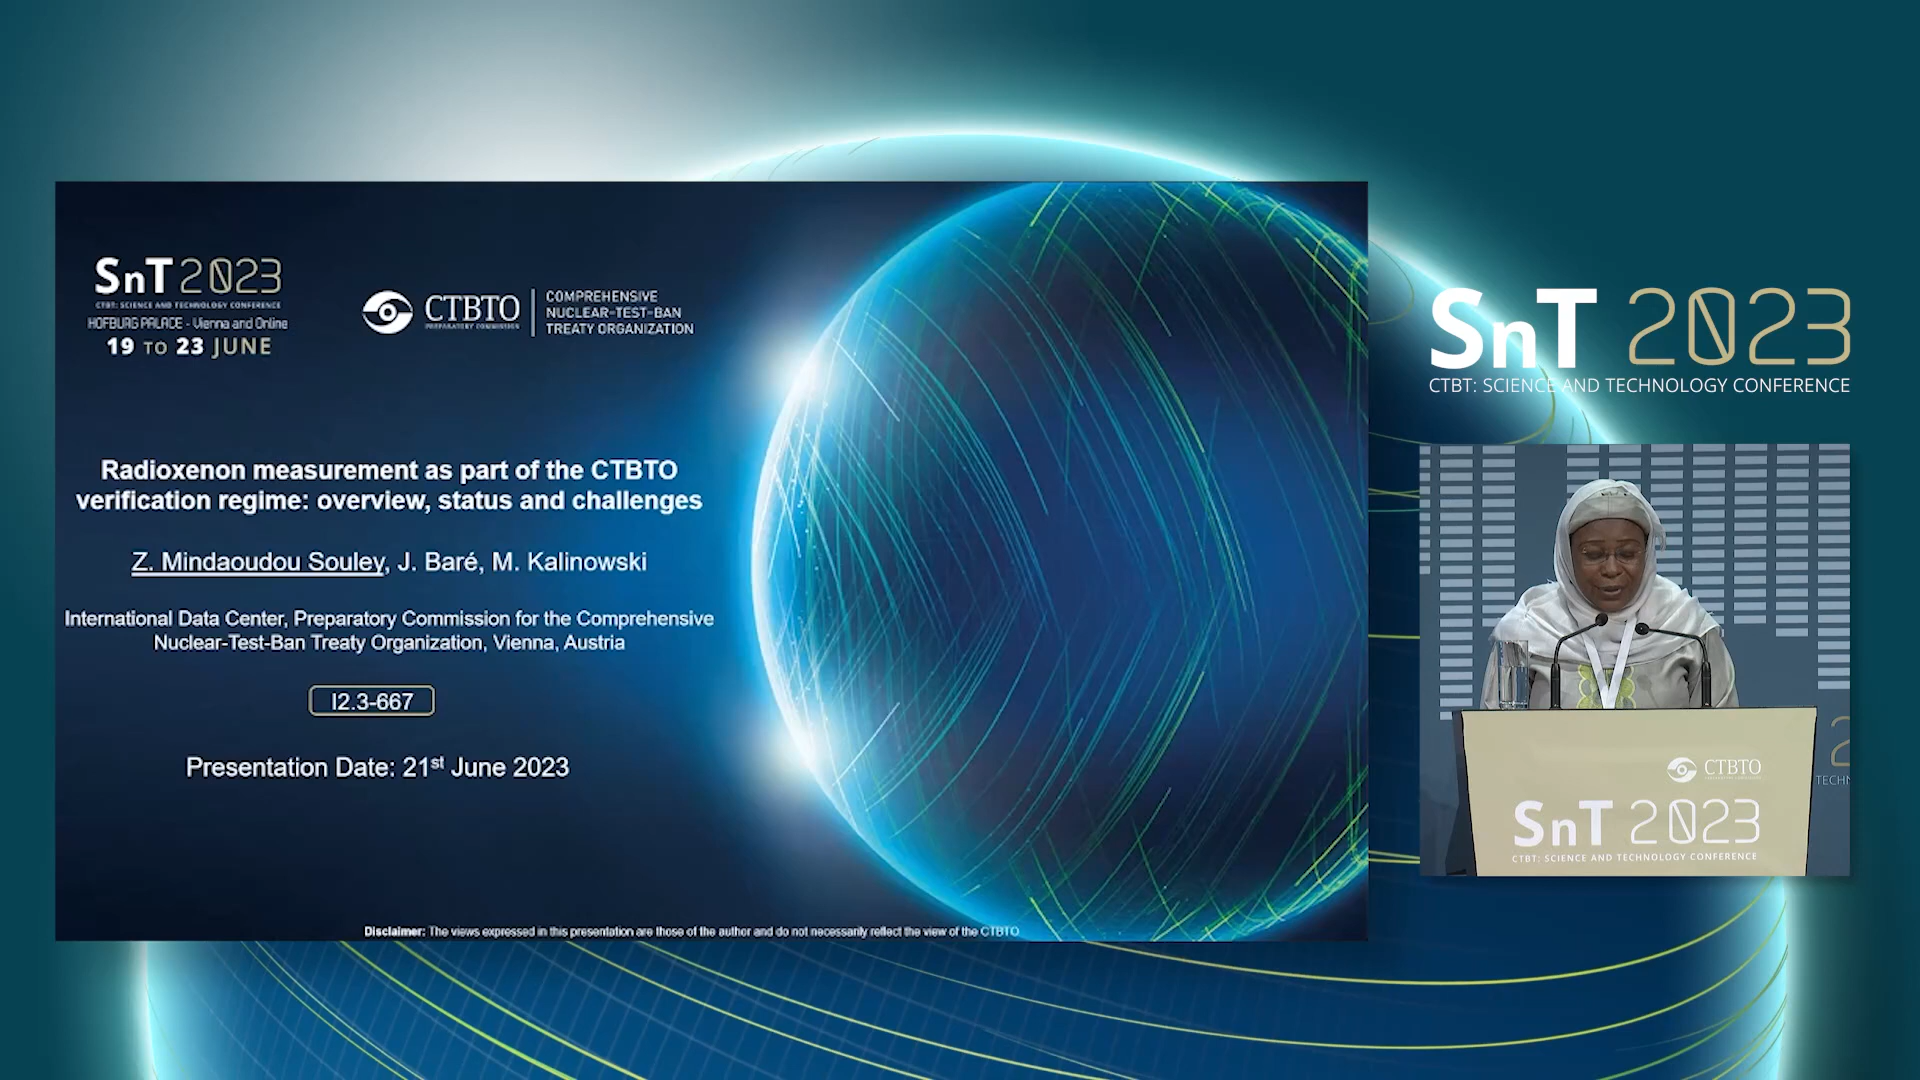 SnT 2023
CTBT: SCIENCE AND TECHNOLOGY CONFERENCE
HOFBURG PALACE - Vienna and Online
19 TO 23 JUNE
CTBTO
PREPARATORY COMMISSION
COMPREHENSIVE
NUCLEAR-TEST-BAN
TREATY ORGANIZATION
Radioxenon measurement as part of the CTBTO
verification regime: overview, status and challenges
Z. Mindaoudou Souley, J. Baré, M. Kalinowski
International Data Center, Preparatory Commission for the Comprehensive
Nuclear-Test-Ban Treaty Organization, Vienna, Austria
I2.3-667
Presentation Date: 21st June 2023
Disclaimer: The views expressed in this presentation are those of the author and do not necessarily reflect the view of the CTBTO
SnT 2023
CTBT: SCIENCE AND TECHNOLOGY CONFERENCE
CTBTO
SnT 2023
CTBT: SCIENCE AND TECHNOLOGY CONFERENCE
2
TECHN